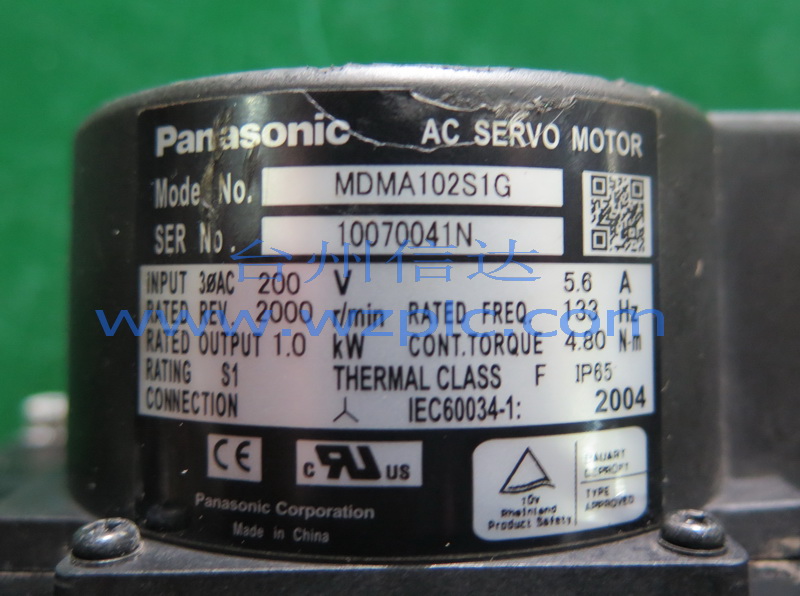 Panasonic AC SERVO MOTOR
Model No. MDMA102S1G
SER No. 10070041N
台州信达
INPUT 3øAC 200 V 5.6 A
RATED REV 2000 r/min RATED FREQ 133 Hz
www.wzplc.com
RATED OUTPUT 1.0 kW CONT.TORQUE 4.80 N·m
RATING S1 THERMAL CLASS F IP65
CONNECTION IEC60034-1: 2004
CE c RU US
TÜV
Rheinland
Product Safety
BAUART
GEPRÜFT
TYPE
APPROVED
Panasonic Corporation
Made in China